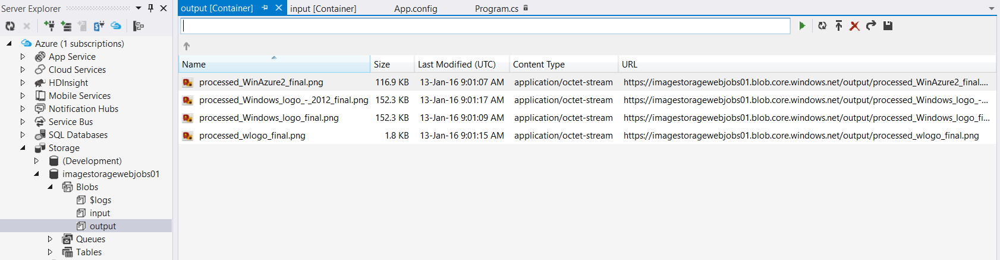 Server Explorer
Azure (1 subscriptions)
App Service
Cloud Services
HDInsight
Mobile Services
Notification Hubs
Service Bus
SQL Databases
Storage
(Development)
imagestoragewebjobs01
Blobs
$logs
input
output
Queues
Tables
output [Container] input [Container] App.config Program.cs
Name Size Last Modified (UTC) Content Type URL
processed_WinAzure2_final.png 116.9 KB 13-Jan-16 9:01:07 AM application/octet-stream https://imagestoragewebjobs01.blob.core.windows.net/output/processed_WinAzure2_final....
processed_Windows_logo_-_2012_final.png 152.3 KB 13-Jan-16 9:01:17 AM application/octet-stream https://imagestoragewebjobs01.blob.core.windows.net/output/processed_Windows_logo_-...
processed_Windows_logo_final.png 152.3 KB 13-Jan-16 9:01:09 AM application/octet-stream https://imagestoragewebjobs01.blob.core.windows.net/output/processed_Windows_logo_fi...
processed_wlogo_final.png 1.8 KB 13-Jan-16 9:01:15 AM application/octet-stream https://imagestoragewebjobs01.blob.core.windows.net/output/processed_wlogo_final.png